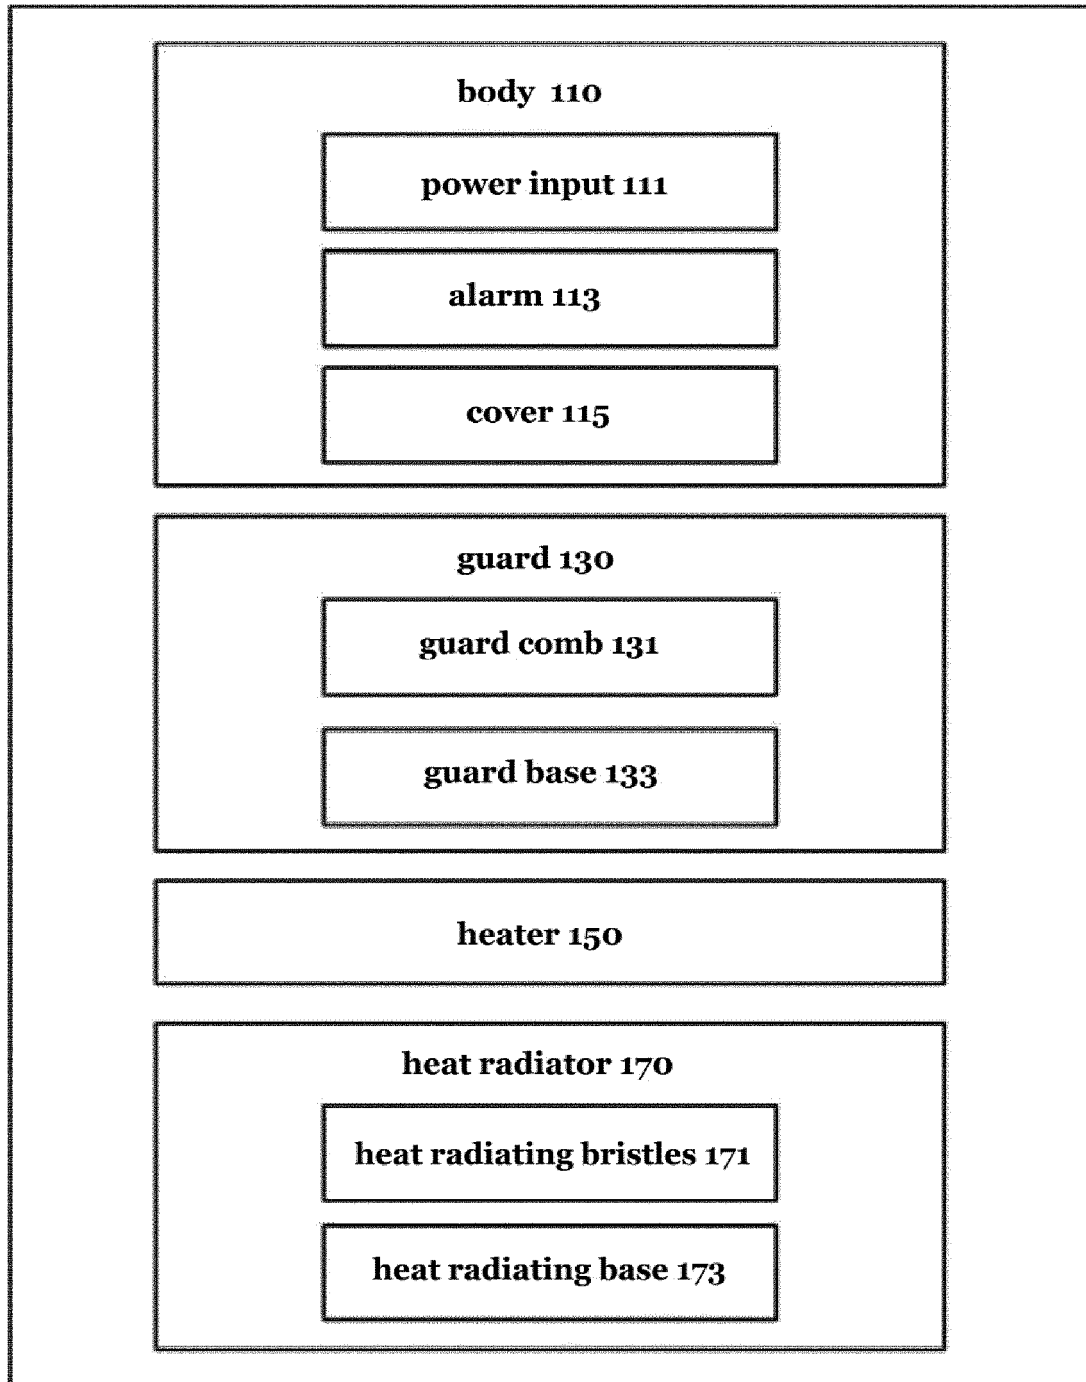 body 110
power input 111
alarm 113
cover 115
guard 130
guard comb 131
guard base 133
heater 150
heat radiator 170
heat radiating bristles 171
heat radiating base 173